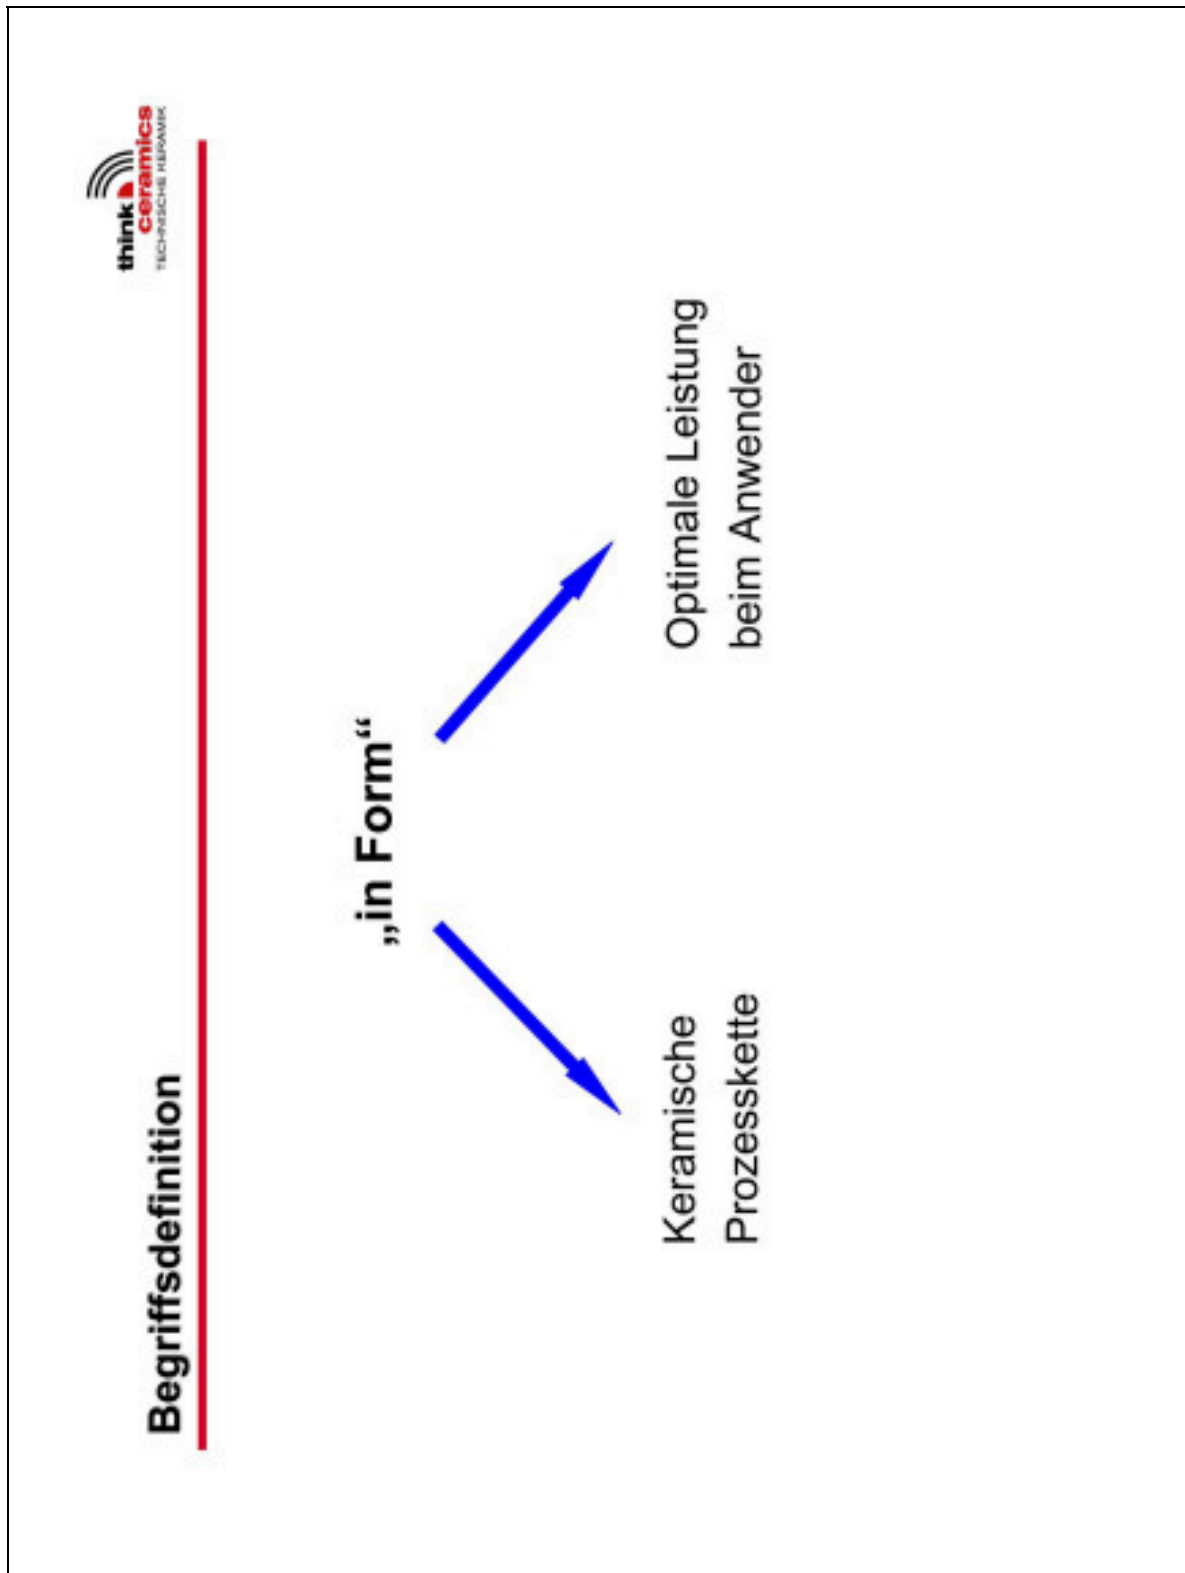 Begriffsdefinition
think
ceramics
TECHNISCHE KERAMIK
„in Form“
Keramische
Prozesskette
Optimale Leistung
beim Anwender